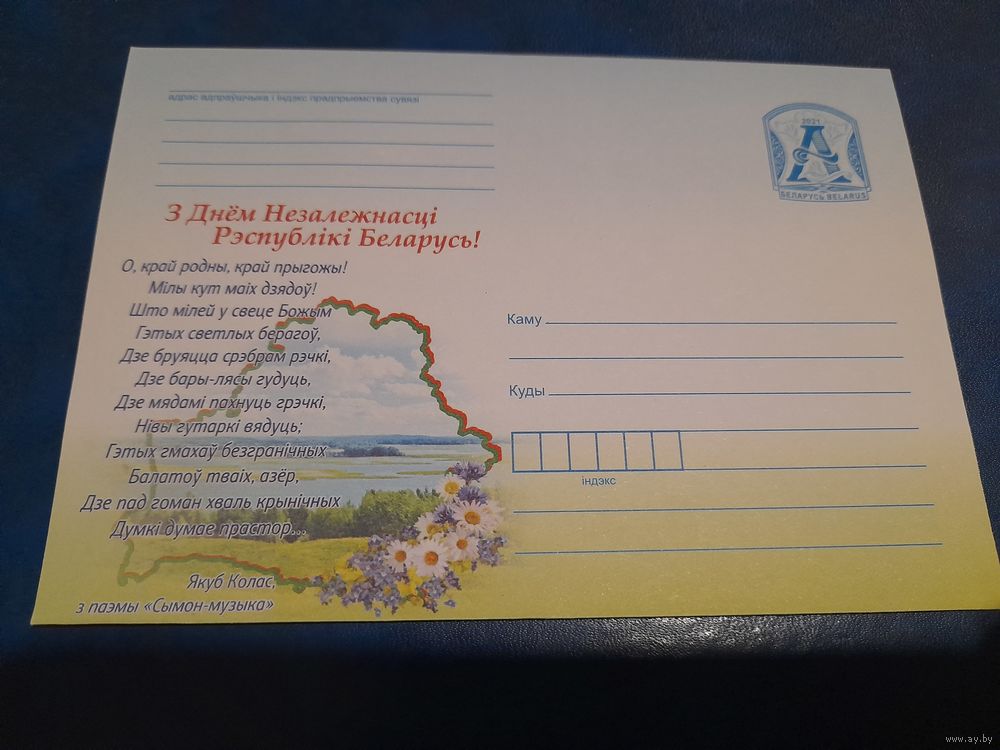 адрас адпраўшчыка і індэкс прадпрыемства сувязі
2021
А
БЕЛАРУСЬ BELARUS
З Днём Незалежнасці
Рэспублікі Беларусь!
О, край родны, край прыгожы!
Мілы кут маіх дзядоў!
Што мілей у свеце Божым
Гэтых светлых берагоў,
Дзе бруяцца срэбрам рэчкі,
Дзе бары-лясы гудуць,
Дзе мядамі пахнуць грэчкі,
Нівы гутаркі вядуць;
Гэтых гмахаў безгранічных
Балатоў тваіх, азёр,
Дзе пад гоман хваль крынічных
Думкі думае прастор...
Якуб Колас,
з паэмы «Сымон-музыка»
Каму
Куды
індэкс
www.ay.by